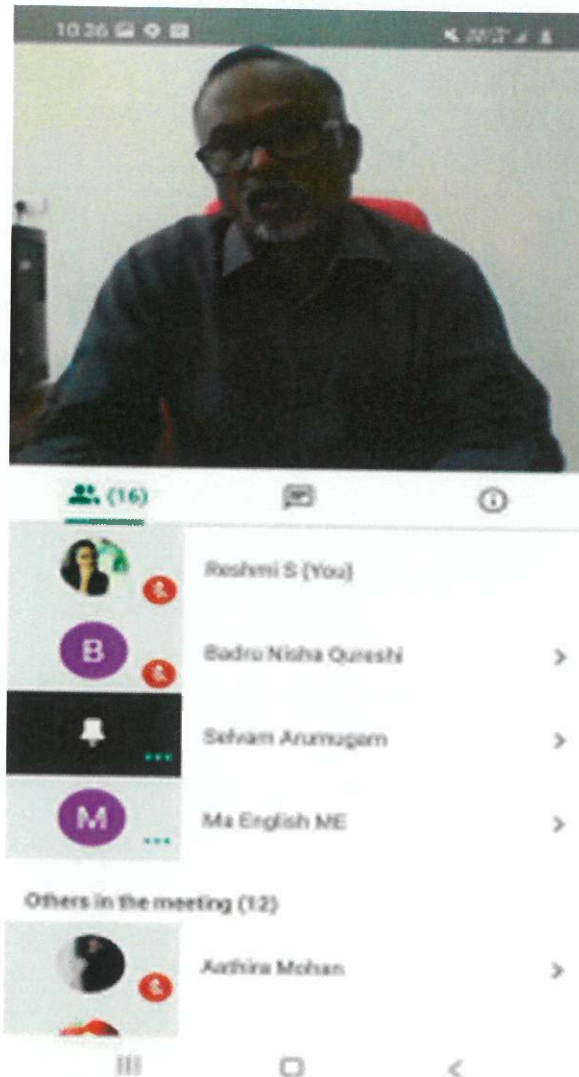 10:36
(16)
Reshmi S (You)
B
Badru Nisha Qureshi
Selvam Arumugam
M
Ma English ME
Others in the meeting (12)
Aathira Mohan